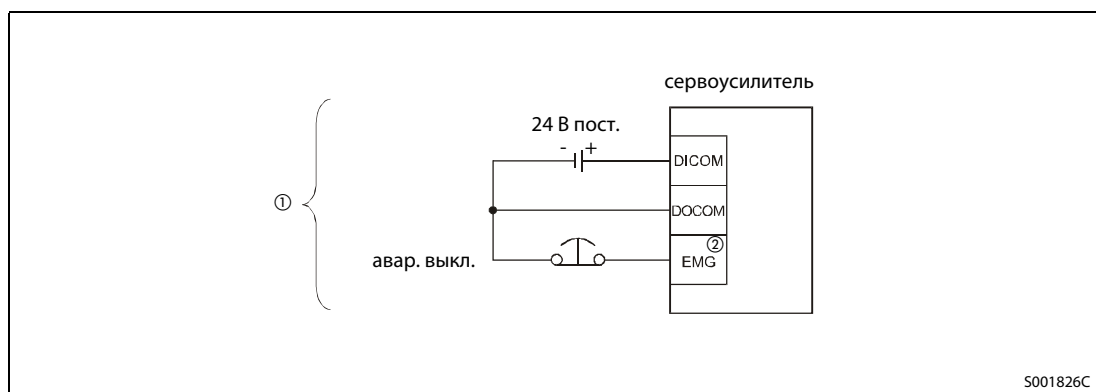 сервоусилитель
24 В пост.
- +
DICOM
①
DOCOM
②
авар. выкл.
EMG
S001826C